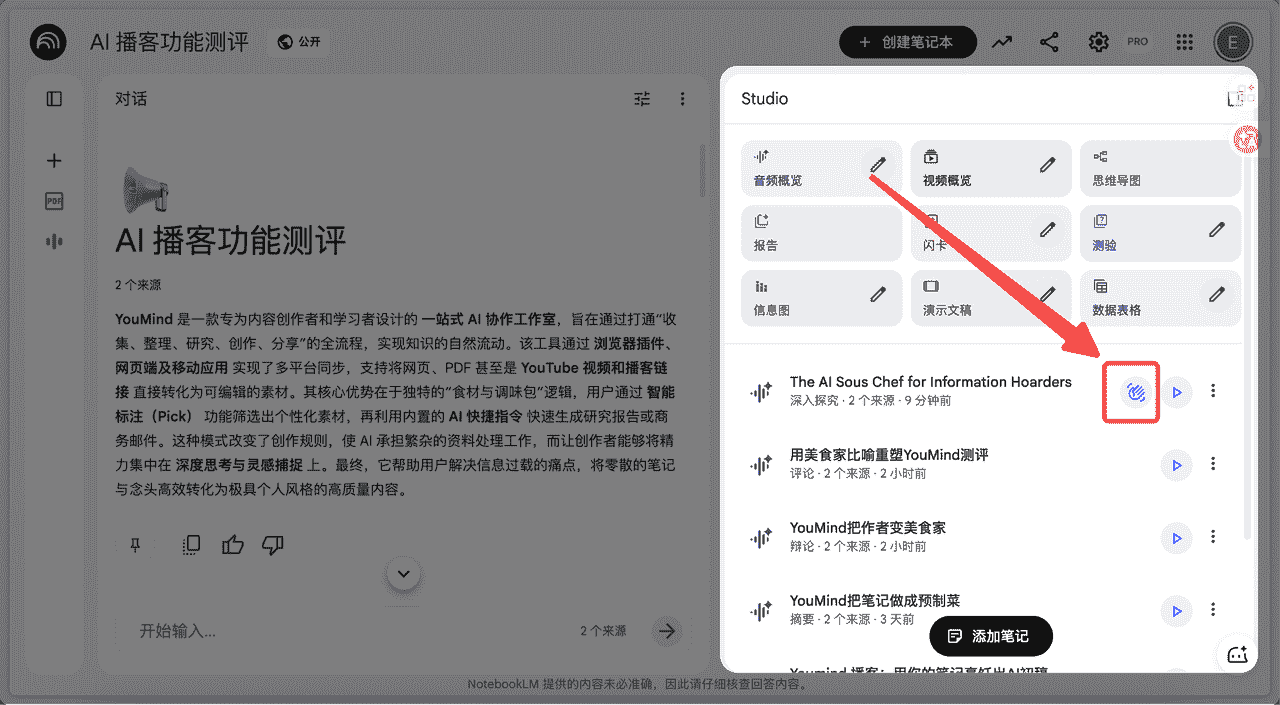 AI 播客功能测评
公开
创建笔记本
PRO
E
对话
PDF
AI 播客功能测评
2 个来源
YouMind 是一款专为内容创作者和学习者设计的 一站式 AI 协作工作室，旨在通过打通“收
集、整理、研究、创作、分享”的全流程，实现知识的自然流动。该工具通过 浏览器插件、
网页端及移动应用 实现了多平台同步，支持将网页、PDF 甚至是 YouTube 视频和播客链
接 直接转化为可编辑的素材。其核心优势在于独特的“食材与调味包”逻辑，用户通过 智能
标注（Pick） 功能筛选出个性化素材，再利用内置的 AI 快捷指令 快速生成研究报告或商
务邮件。这种模式改变了创作规则，使 AI 承担繁杂的资料处理工作，而让创作者能够将精
力集中在 深度思考与灵感捕捉 上。最终，它帮助用户解决信息过载的痛点，将零散的笔记
与念头高效转化为极具个人风格的高质量内容。
开始输入...
2 个来源
Studio
音频概览
视频概览
思维导图
报告
闪卡
测验
信息图
演示文稿
数据表格
The AI Sous Chef for Information Hoarders
深入探究 · 2 个来源 · 9 分钟前
用美食家比喻重塑YouMind测评
评论 · 2 个来源 · 2 小时前
YouMind把作者变美食家
辩论 · 2 个来源 · 2 小时前
YouMind把笔记做成预制菜
摘要 · 2 个来源 · 3 天前
添加笔记
Youmind 播客：用你的笔记烹饪出AI初稿
NotebookLM 提供的内容未必准确，因此请仔细核查回答内容。